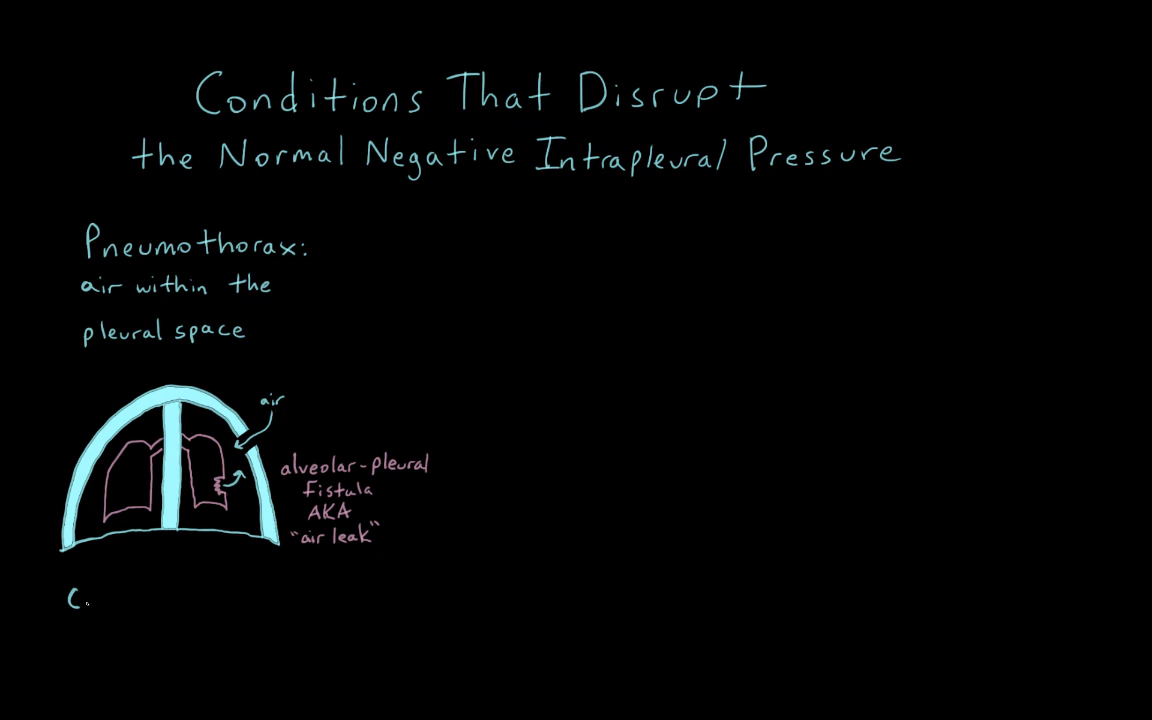 Conditions That Disrupt
the Normal Negative Intrapleural Pressure
Pneumothorax:
air within the
pleural space
air
alveolar-pleural
fistula
AKA
"air leak"
C